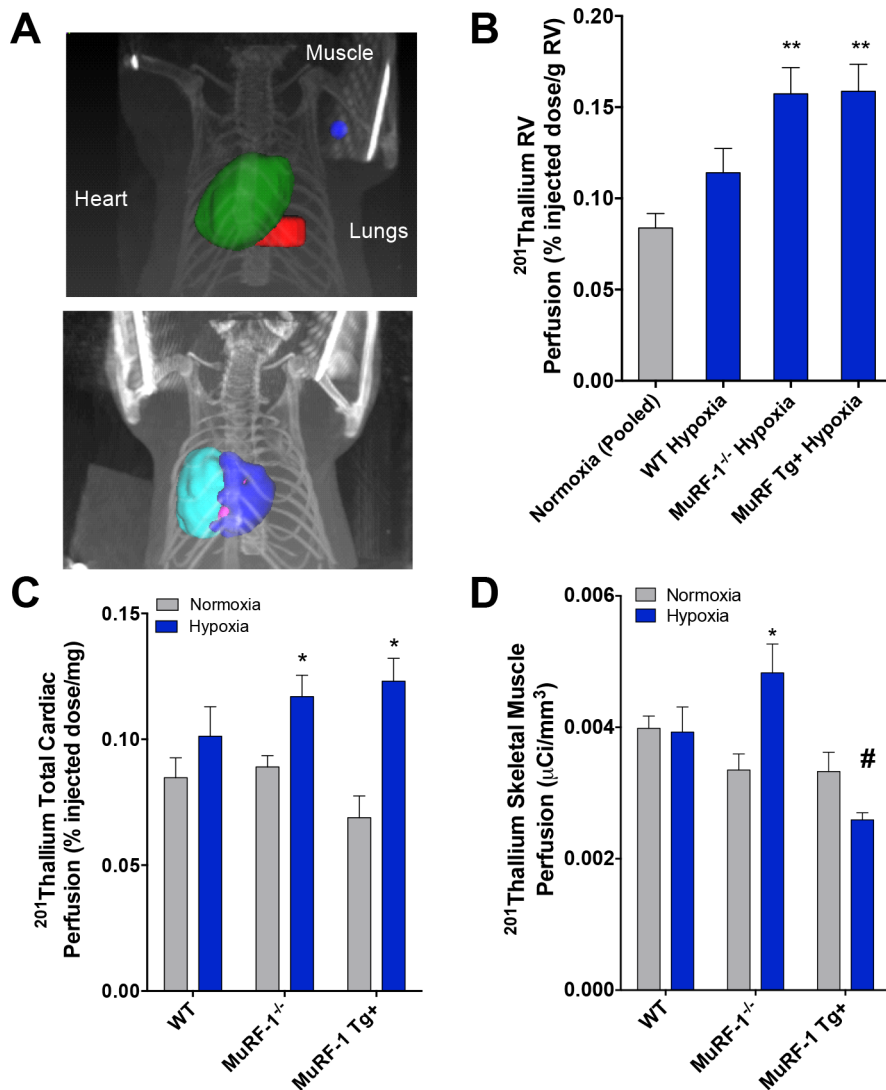 A
Muscle
Heart
Lungs
B
²⁰¹Thallium RV
Perfusion (% injected dose/g RV)
0.20
0.15
0.10
0.05
0.00
**
**
Normoxia (Pooled)
WT Hypoxia
MuRF-1⁻/⁻ Hypoxia
MuRF Tg+ Hypoxia
C
²⁰¹Thallium Total Cardiac
Perfusion (% injected dose/mg)
0.15
0.10
0.05
0.00
Normoxia
Hypoxia
*
*
WT
MuRF-1⁻/⁻
MuRF-1 Tg+
D
²⁰¹Thallium Skeletal Muscle
Perfusion (μCi/mm³)
0.006
0.004
0.002
0.000
Normoxia
Hypoxia
*
#
WT
MuRF-1⁻/⁻
MuRF-1 Tg+